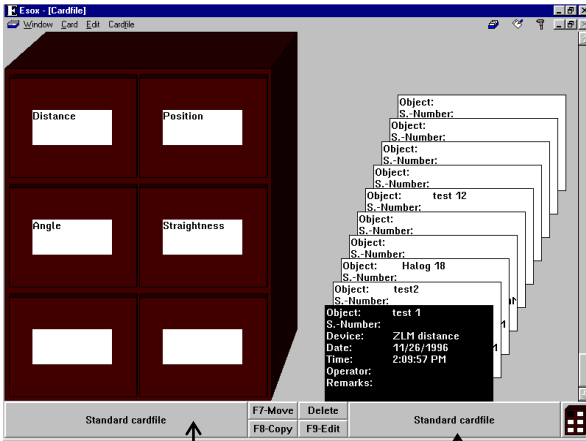 Esox - [Cardfile]
Window Card Edit Cardfile
Distance
Position
Angle
Straightness
Object:
S.-Number:
Object:
S.-Number:
Object:
S.-Number:
Object:
S.-Number:
Object: test 12
S.-Number:
Object:
S.-Number:
Object:
S.-Number:
Object: Halog 18
S.-Number:
Object: test2
S.-Number:
Object: test 1
S.-Number:
Device: ZLM distance
Date: 11/26/1996
Time: 2:09:57 PM
Operator:
Remarks:
Standard cardfile
F7-Move Delete
F8-Copy F9-Edit
Standard cardfile